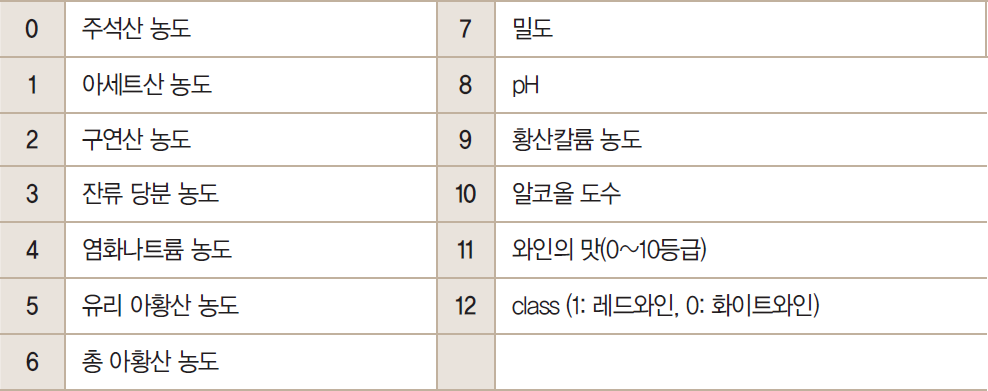 0 주석산 농도 7 밀도
1 아세트산 농도 8 pH
2 구연산 농도 9 황산칼륨 농도
3 잔류 당분 농도 10 알코올 도수
4 염화나트륨 농도 11 와인의 맛(0~10등급)
5 유리 아황산 농도 12 class (1: 레드와인, 0: 화이트와인)
6 총 아황산 농도